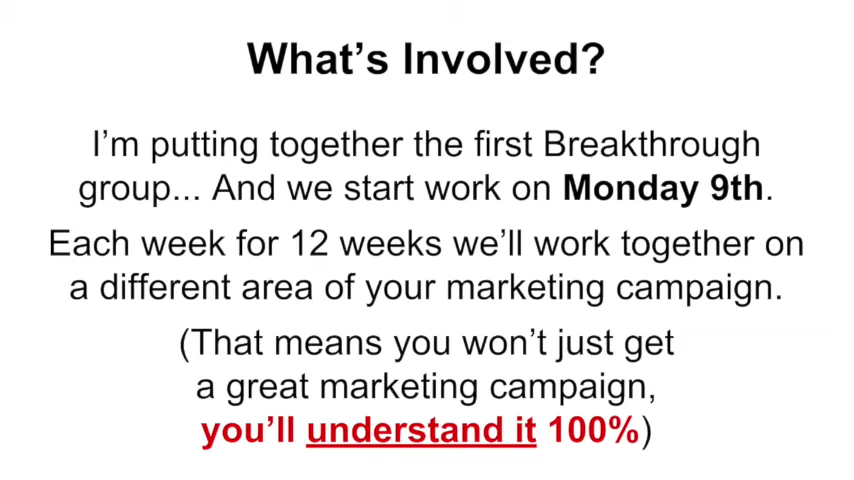 What’s Involved?
I’m putting together the first Breakthrough
group... And we start work on Monday 9th.
Each week for 12 weeks we’ll work together on
a different area of your marketing campaign.
(That means you won’t just get
a great marketing campaign,
you’ll understand it 100%)